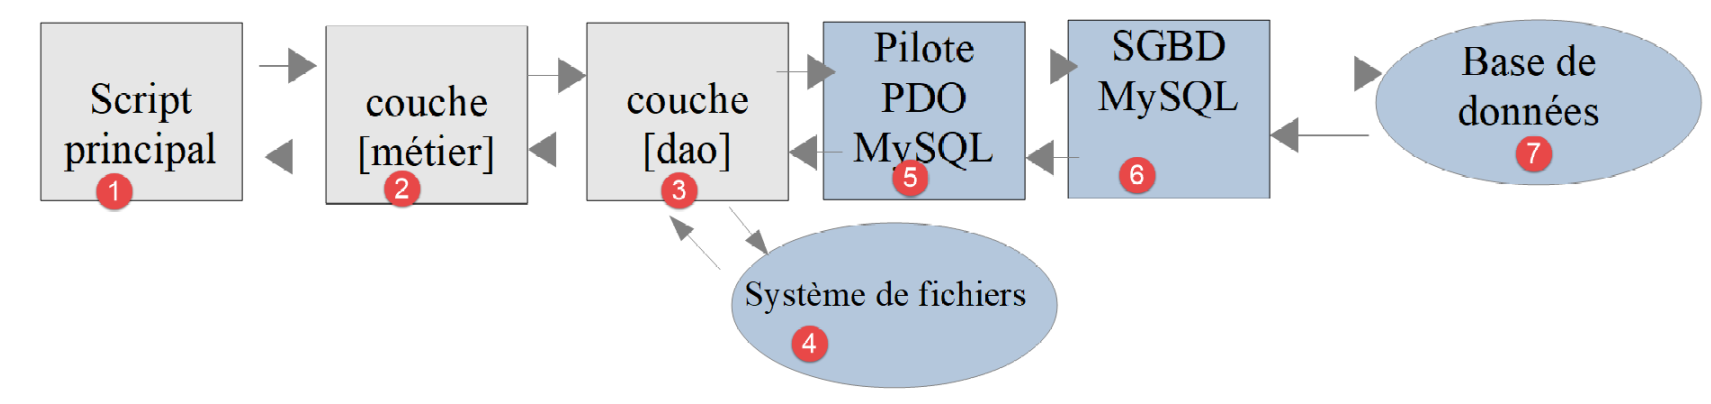 Script
principal
1
couche
[métier]
2
couche
[dao]
3
Pilote
PDO
MySQL
5
SGBD
MySQL
6
Base de
données
7
Système de fichiers
4